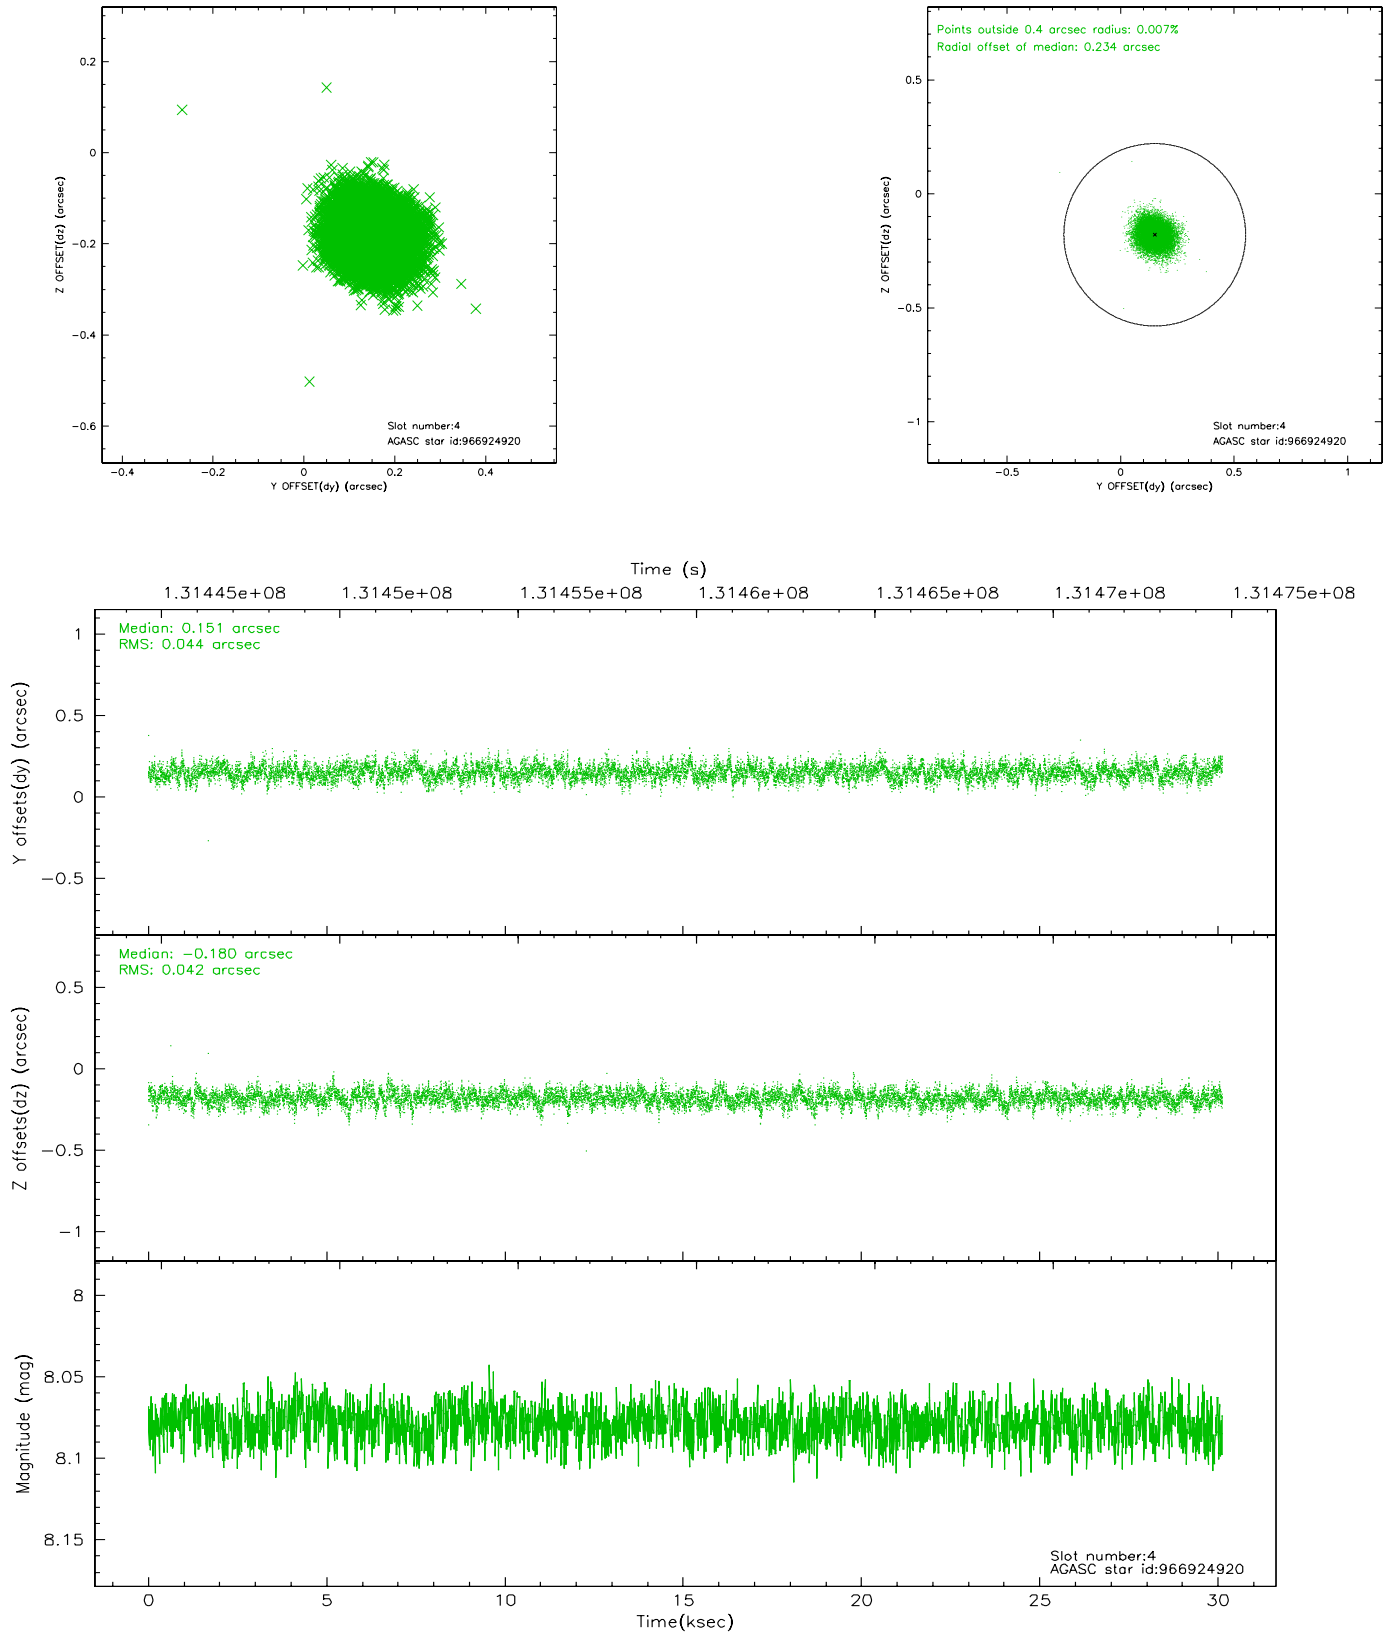 0.2
0
−0.2
−0.4
−0.6
Z OFFSET(dz) (arcsec)
Slot number:4
AGASC star id:966924920
−0.4
−0.2
0
0.2
0.4
Y OFFSET(dy) (arcsec)
Points outside 0.4 arcsec radius: 0.007%
Radial offset of median: 0.234 arcsec
0.5
0
−0.5
−1
Z OFFSET(dz) (arcsec)
Slot number:4
AGASC star id:966924920
−0.5
0
0.5
1
Y OFFSET(dy) (arcsec)
Time (s)
1.31445e+08
1.3145e+08
1.31455e+08
1.3146e+08
1.31465e+08
1.3147e+08
1.31475e+08
Median: 0.151 arcsec
RMS: 0.044 arcsec
1
0.5
0
−0.5
Y offsets(dy) (arcsec)
Median: −0.180 arcsec
RMS: 0.042 arcsec
0.5
0
−0.5
−1
Z offsets(dz) (arcsec)
8
8.05
8.1
8.15
Magnitude (mag)
Slot number:4
AGASC star id:966924920
0
5
10
15
20
25
30
Time(ksec)